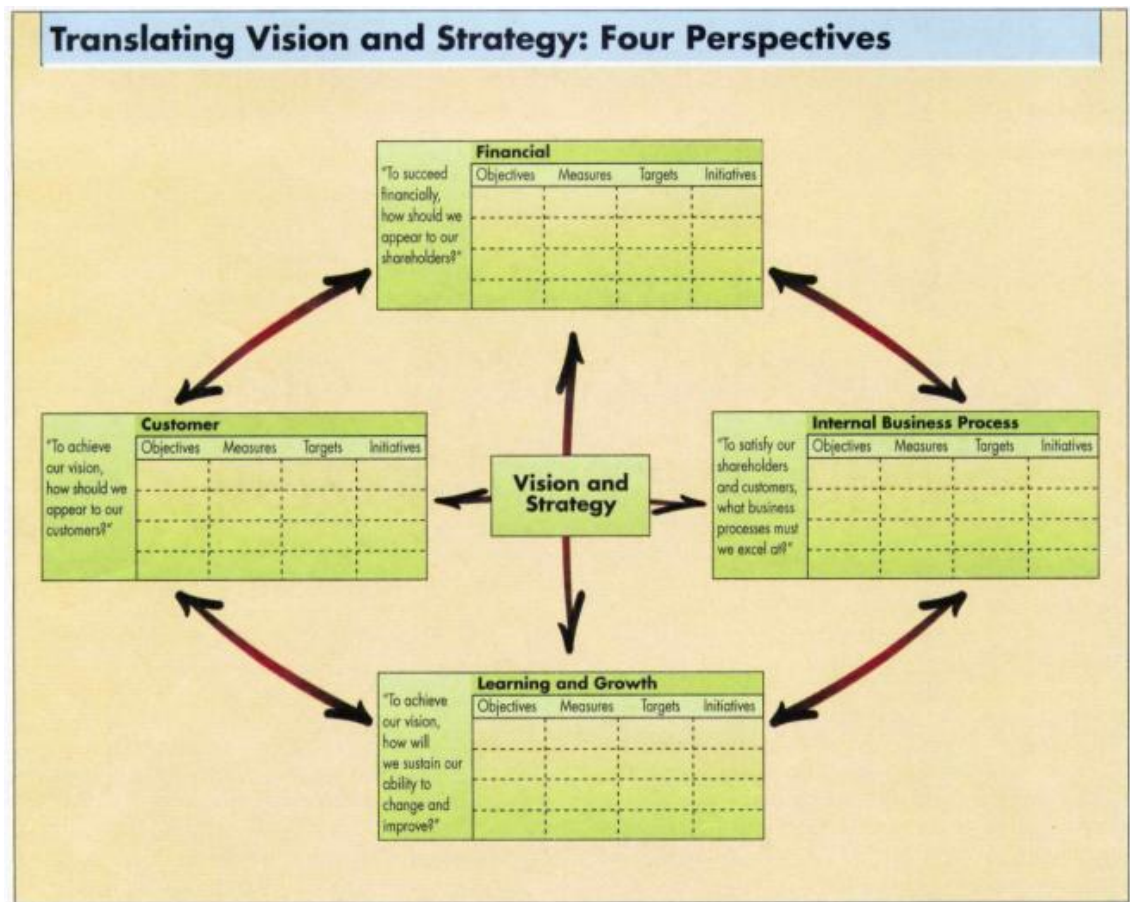 Translating Vision and Strategy: Four Perspectives
Financial
"To succeed
financially,
how should we
appear to our
shareholders?"
Objectives Measures Targets Initiatives
Customer
"To achieve
our vision,
how should we
appear to our
customers?"
Objectives Measures Targets Initiatives
Vision and
Strategy
Internal Business Process
"To satisfy our
shareholders
and customers,
what business
processes must
we excel at?"
Objectives Measures Targets Initiatives
Learning and Growth
"To achieve
our vision,
how will
we sustain our
ability to
change and
improve?"
Objectives Measures Targets Initiatives